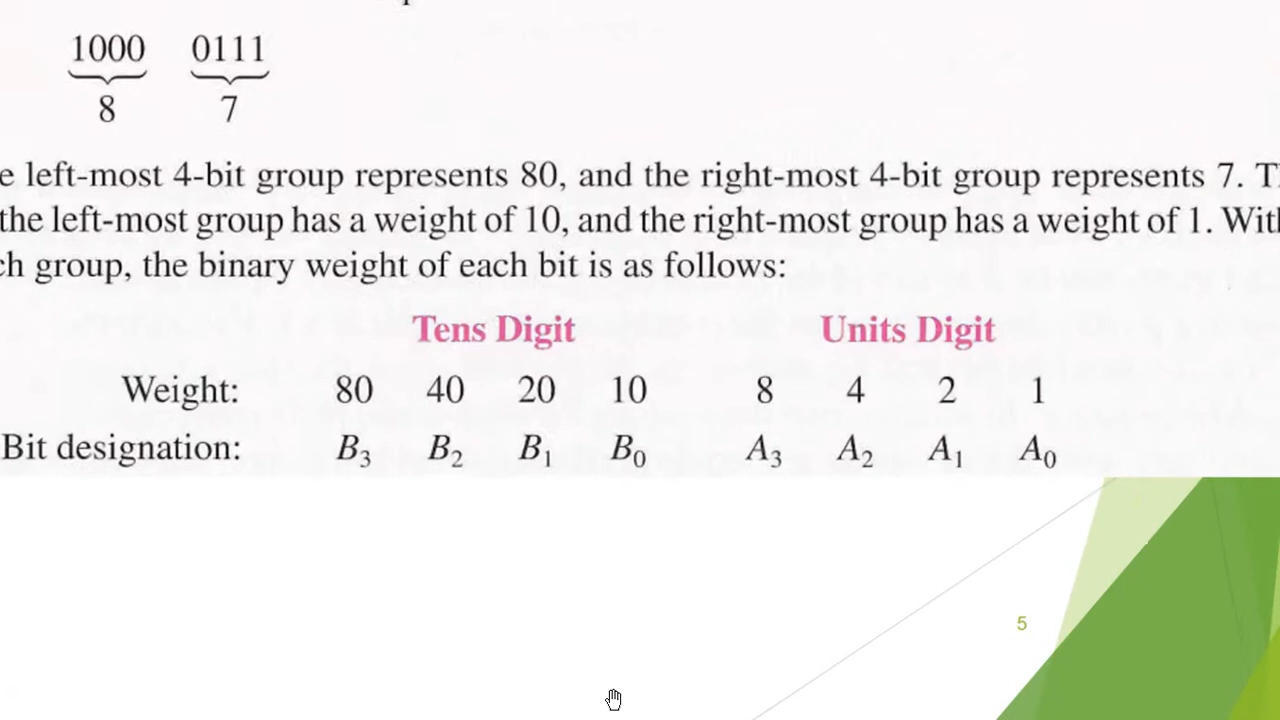 1000 0111
8 7
e left-most 4-bit group represents 80, and the right-most 4-bit group represents 7. T
the left-most group has a weight of 10, and the right-most group has a weight of 1. With
ch group, the binary weight of each bit is as follows:
Tens Digit Units Digit
Weight: 80 40 20 10 8 4 2 1
Bit designation: B₃ B₂ B₁ B₀ A₃ A₂ A₁ A₀
5